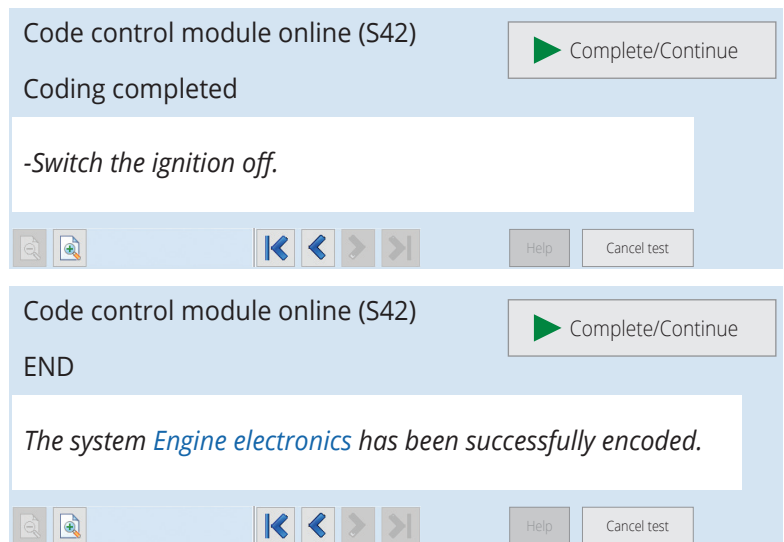 Code control module online (S42)
Complete/Continue
Coding completed
-Switch the ignition off.
Help
Cancel test
Code control module online (S42)
Complete/Continue
END
The system Engine electronics has been successfully encoded.
Help
Cancel test